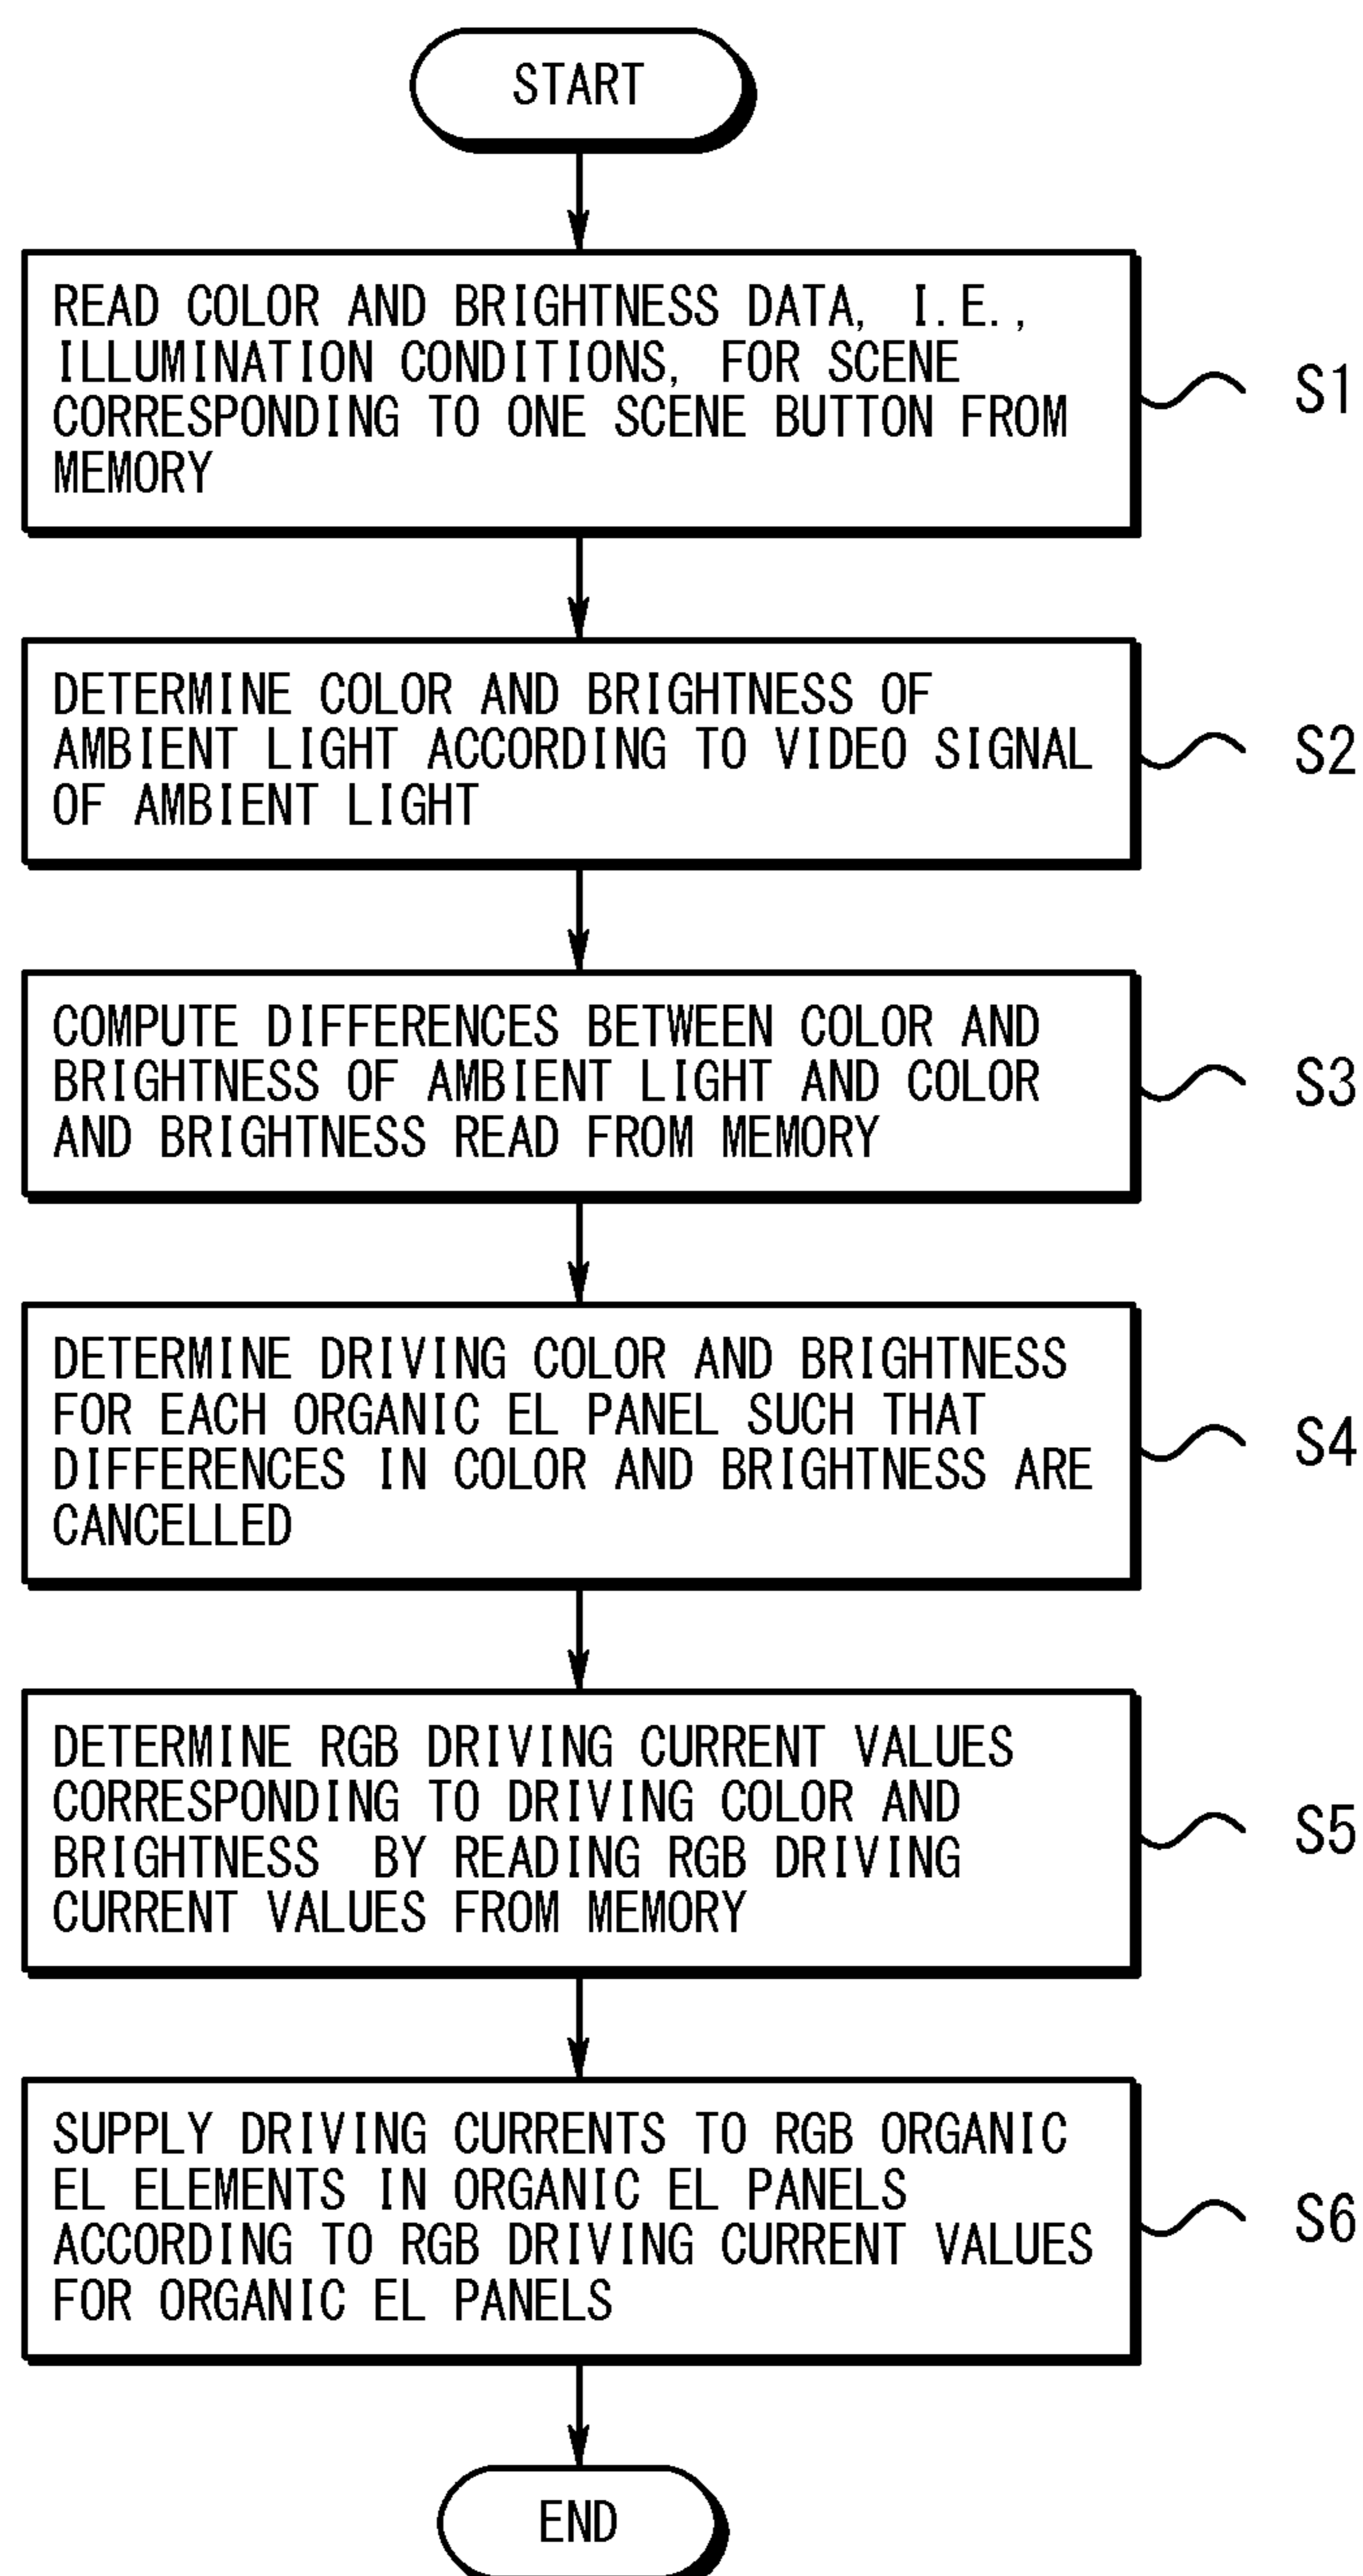 START
READ COLOR AND BRIGHTNESS DATA, I.E.,
ILLUMINATION CONDITIONS, FOR SCENE
CORRESPONDING TO ONE SCENE BUTTON FROM
MEMORY
S1
DETERMINE COLOR AND BRIGHTNESS OF
AMBIENT LIGHT ACCORDING TO VIDEO SIGNAL
OF AMBIENT LIGHT
S2
COMPUTE DIFFERENCES BETWEEN COLOR AND
BRIGHTNESS OF AMBIENT LIGHT AND COLOR
AND BRIGHTNESS READ FROM MEMORY
S3
DETERMINE DRIVING COLOR AND BRIGHTNESS
FOR EACH ORGANIC EL PANEL SUCH THAT
DIFFERENCES IN COLOR AND BRIGHTNESS ARE
CANCELLED
S4
DETERMINE RGB DRIVING CURRENT VALUES
CORRESPONDING TO DRIVING COLOR AND
BRIGHTNESS BY READING RGB DRIVING
CURRENT VALUES FROM MEMORY
S5
SUPPLY DRIVING CURRENTS TO RGB ORGANIC
EL ELEMENTS IN ORGANIC EL PANELS
ACCORDING TO RGB DRIVING CURRENT VALUES
FOR ORGANIC EL PANELS
S6
END